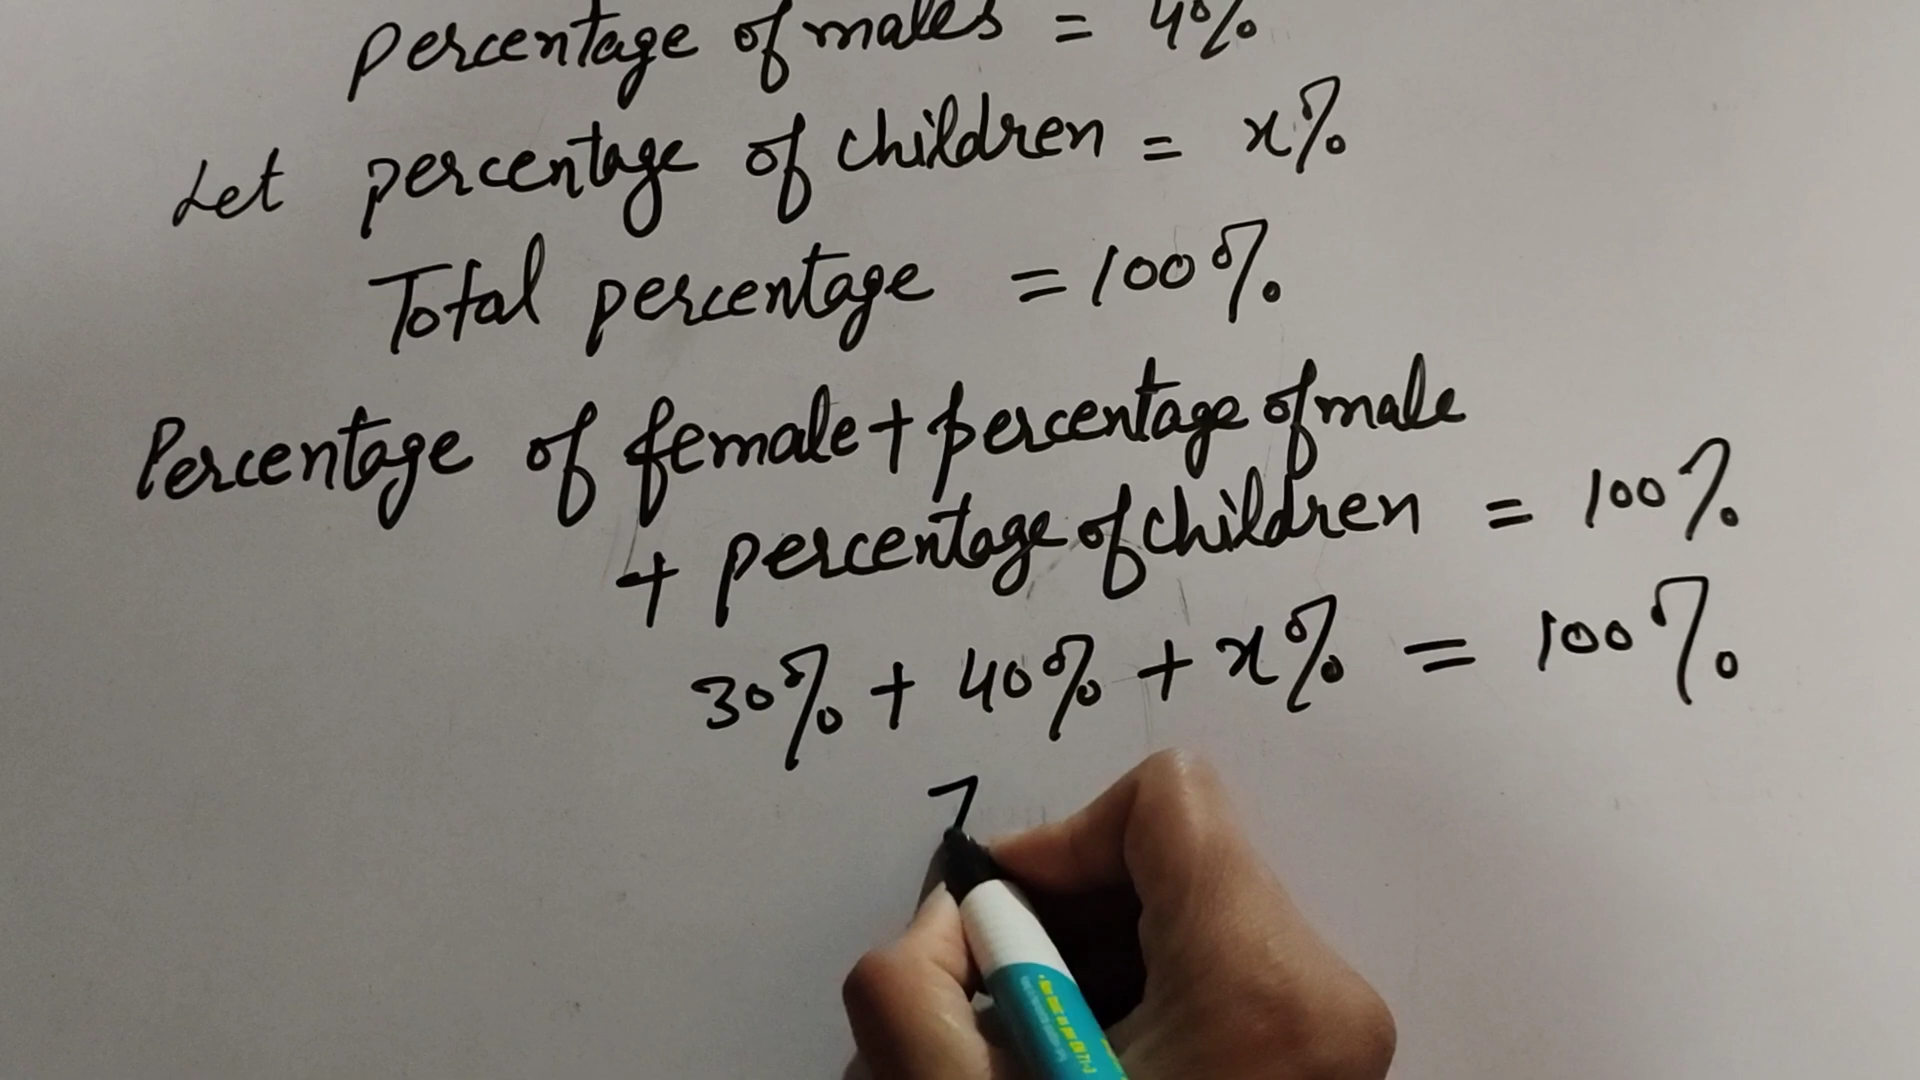 Percentage of males = 40%
Let percentage of children = x%
Total percentage = 100%
Percentage of female + percentage of male
+ percentage of children = 100%
30% + 40% + x% = 100%
7